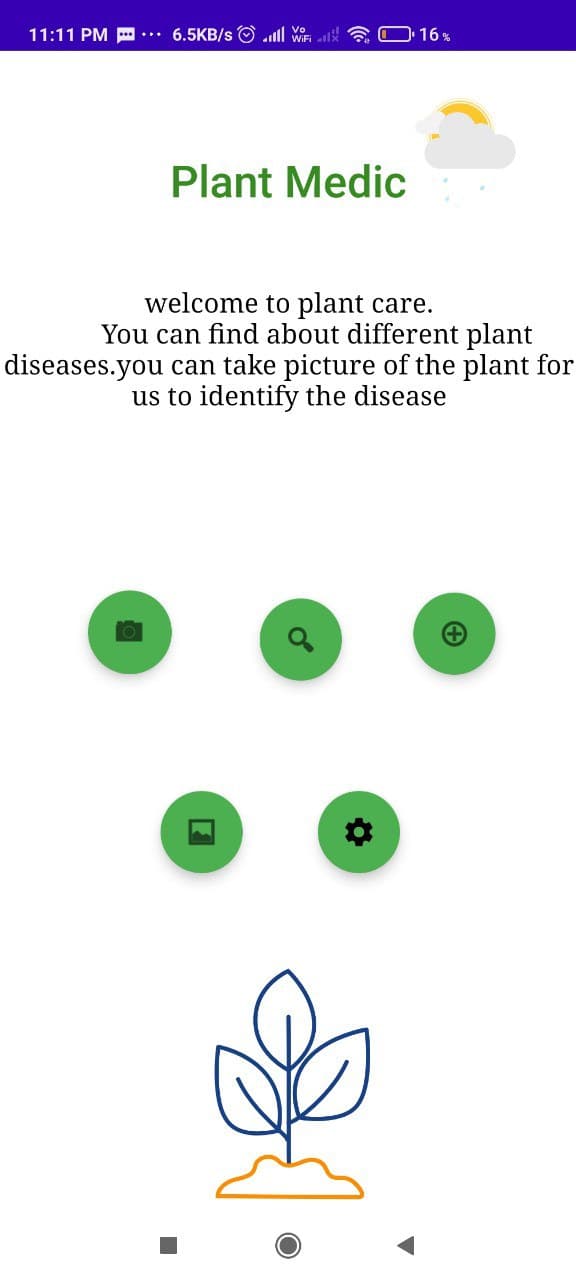 11:11 PM ··· 6.5KB/s Vo WiFi 16%
Plant Medic
welcome to plant care.
You can find about different plant
diseases.you can take picture of the plant for
us to identify the disease